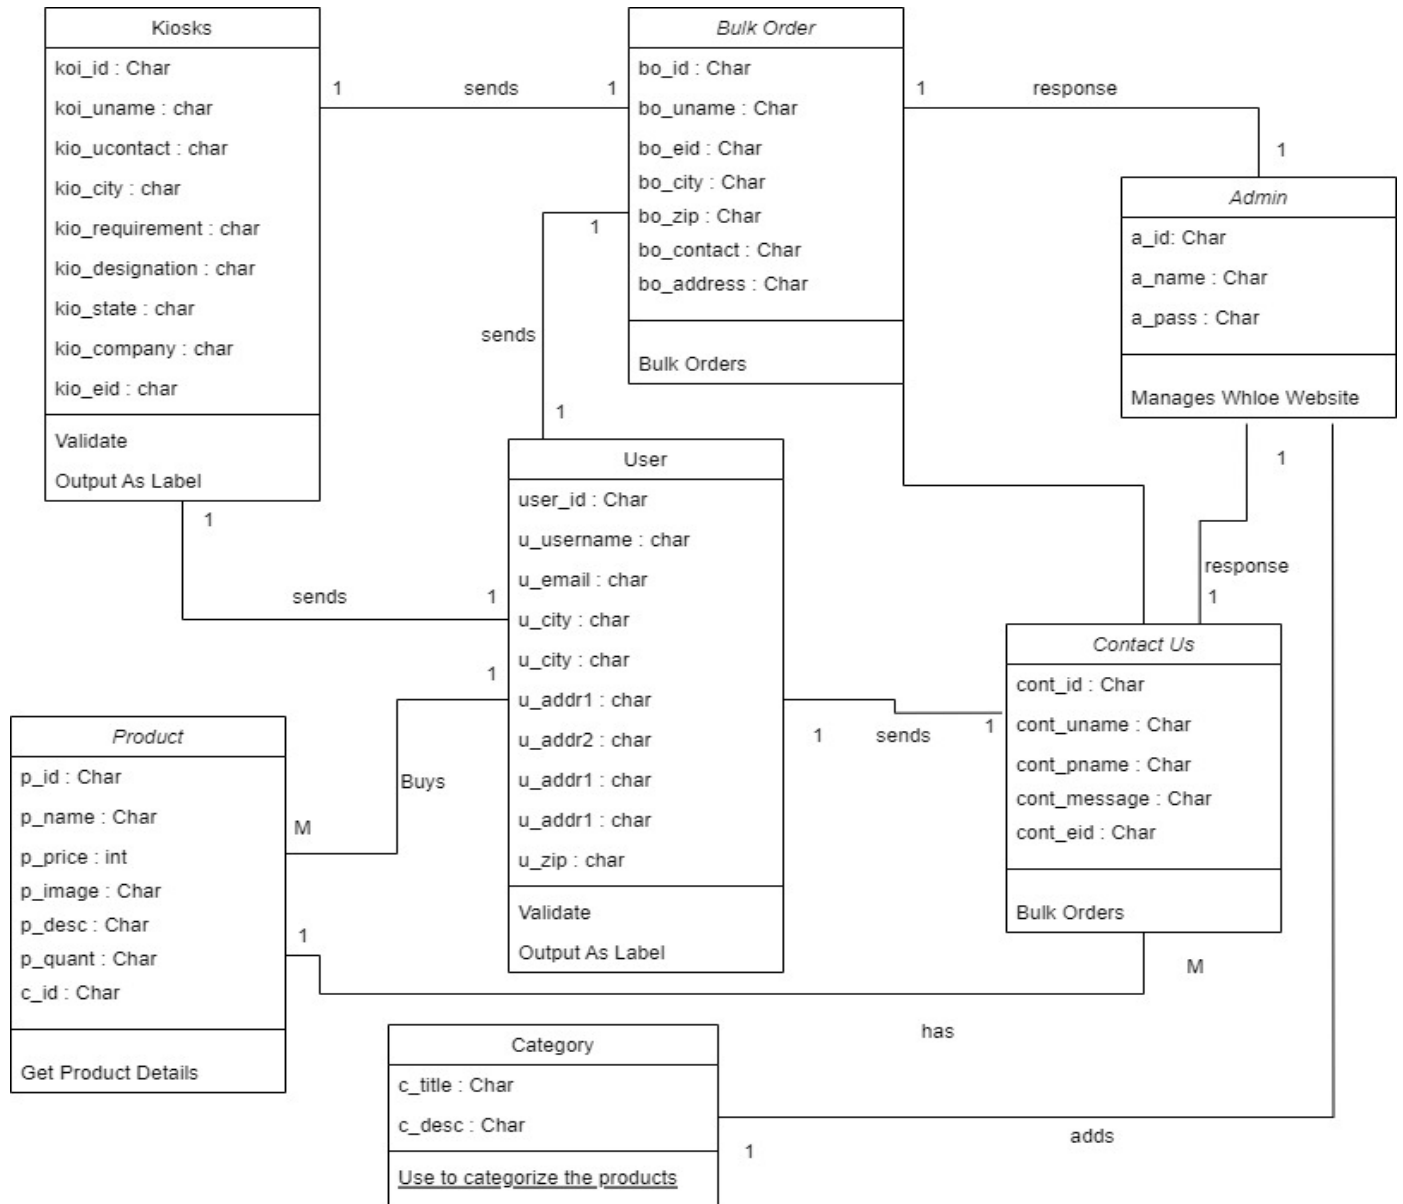 Kiosks
koi_id : Char
koi_uname : char
kio_ucontact : char
kio_city : char
kio_requirement : char
kio_designation : char
kio_state : char
kio_company : char
kio_eid : char
Validate
Output As Label
1
sends
1
Bulk Order
bo_id : Char
bo_uname : Char
bo_eid : Char
bo_city : Char
bo_zip : Char
bo_contact : Char
bo_address : Char
Bulk Orders
1
response
1
Admin
a_id: Char
a_name : Char
a_pass : Char
Manages Whloe Website
1
sends
1
User
user_id : Char
u_username : char
u_email : char
u_city : char
u_city : char
u_addr1 : char
u_addr2 : char
u_addr1 : char
u_addr1 : char
u_zip : char
Validate
Output As Label
1
sends
1
1
Buys
M
1
response
1
Contact Us
cont_id : Char
cont_uname : Char
cont_pname : Char
cont_message : Char
cont_eid : Char
Bulk Orders
1
sends
1
Product
p_id : Char
p_name : Char
p_price : int
p_image : Char
p_desc : Char
p_quant : Char
c_id : Char
Get Product Details
1
M
has
Category
c_title : Char
c_desc : Char
Use to categorize the products
1
adds